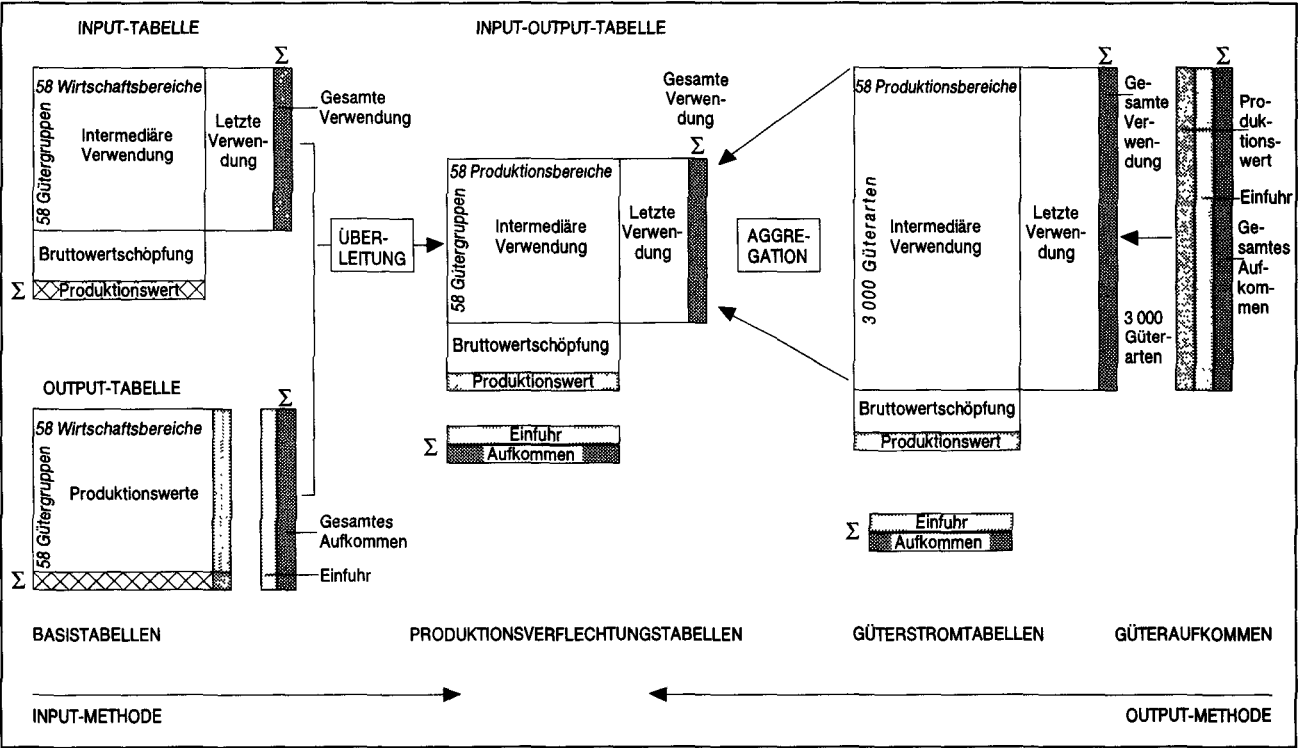 INPUT-TABELLE
Σ
58 Wirtschaftsbereiche
58 Gütergruppen
Intermediäre
Verwendung
Letzte
Verwen-
dung
Gesamte
Verwendung
Bruttowertschöpfung
Σ
Produktionswert
OUTPUT-TABELLE
Σ
58 Wirtschaftsbereiche
58 Gütergruppen
Produktionswerte
Gesamtes
Aufkommen
Σ
Einfuhr
ÜBER-
LEITUNG
INPUT-OUTPUT-TABELLE
Gesamte
Verwen-
dung
Σ
58 Produktionsbereiche
58 Gütergruppen
Intermediäre
Verwendung
Letzte
Verwen-
dung
Bruttowertschöpfung
Produktionswert
Einfuhr
Σ
Aufkommen
AGGRE-
GATION
Σ
58 Produktionsbereiche
3 000 Güterarten
Intermediäre
Verwendung
Letzte
Verwen-
dung
Ge-
samte
Ver-
wen-
dung
3 000
Güter-
arten
Bruttowertschöpfung
Produktionswert
Einfuhr
Σ
Aufkommen
Σ
Pro-
duk-
tions-
wert
Einfuhr
Ge-
samtes
Auf-
kom-
men
BASISTABELLEN
PRODUKTIONSVERFLECHTUNGSTABELLEN
GÜTERSTROMTABELLEN
GÜTERAUFKOMMEN
INPUT-METHODE
OUTPUT-METHODE